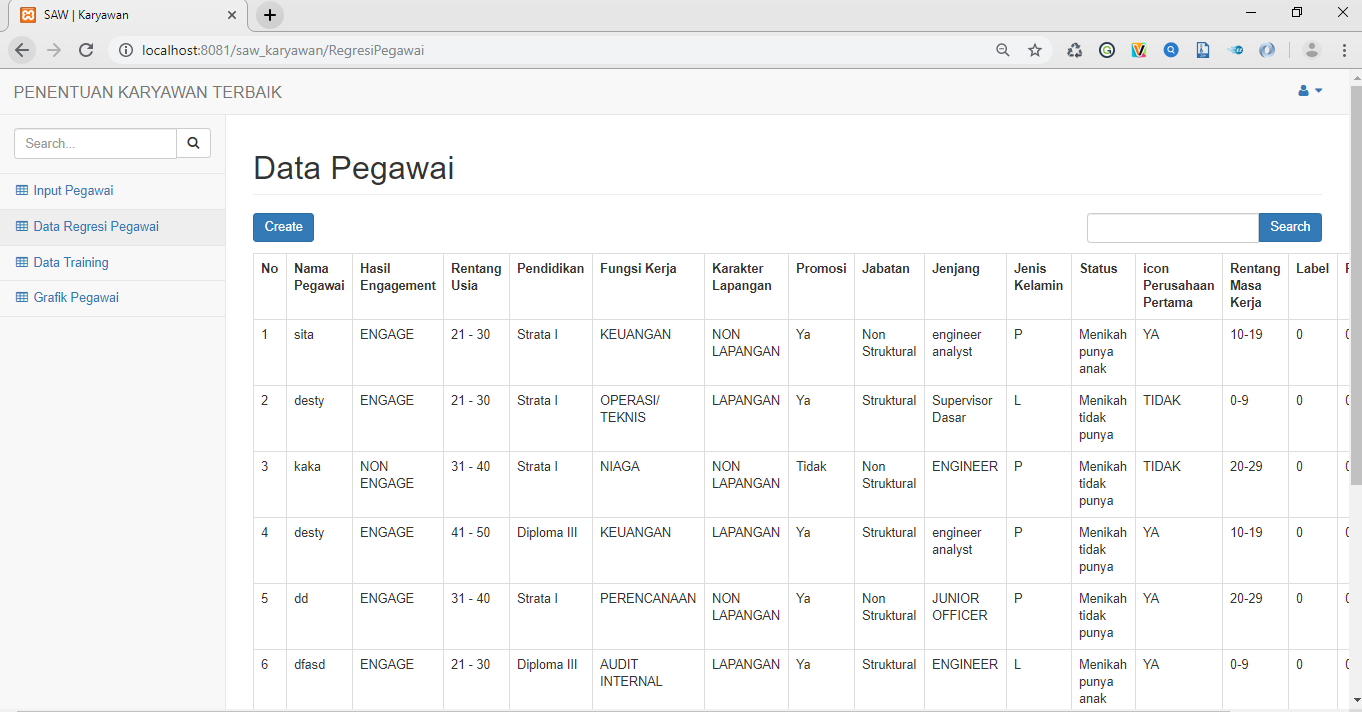 SAW | Karyawan
localhost:8081/saw_karyawan/RegresiPegawai
PENENTUAN KARYAWAN TERBAIK
Search...
Input Pegawai
Data Regresi Pegawai
Data Training
Grafik Pegawai
Data Pegawai
Create
Search
No Nama Pegawai Hasil Engagement Rentang Usia Pendidikan Fungsi Kerja Karakter Lapangan Promosi Jabatan Jenjang Jenis Kelamin Status icon Perusahaan Pertama Rentang Masa Kerja Label
1 sita ENGAGE 21 - 30 Strata I KEUANGAN NON LAPANGAN Ya Non Struktural engineer analyst P Menikah punya anak YA 10-19 0
2 desty ENGAGE 21 - 30 Strata I OPERASI/ TEKNIS LAPANGAN Ya Struktural Supervisor Dasar L Menikah tidak punya TIDAK 0-9 0
3 kaka NON ENGAGE 31 - 40 Strata I NIAGA NON LAPANGAN Tidak Non Struktural ENGINEER P Menikah tidak punya TIDAK 20-29 0
4 desty ENGAGE 41 - 50 Diploma III KEUANGAN LAPANGAN Ya Struktural engineer analyst P Menikah tidak punya YA 10-19 0
5 dd ENGAGE 31 - 40 Strata I PERENCANAAN NON LAPANGAN Ya Non Struktural JUNIOR OFFICER P Menikah tidak punya YA 20-29 0
6 dfasd ENGAGE 21 - 30 Diploma III AUDIT INTERNAL LAPANGAN Ya Struktural ENGINEER L Menikah punya anak YA 0-9 0